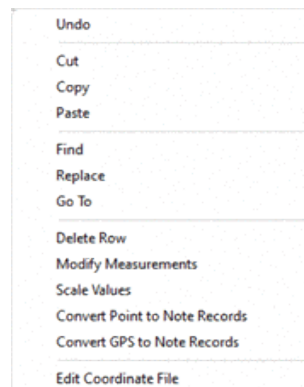 Undo
Cut
Copy
Paste
Find
Replace
Go To
Delete Row
Modify Measurements
Scale Values
Convert Point to Note Records
Convert GPS to Note Records
Edit Coordinate File